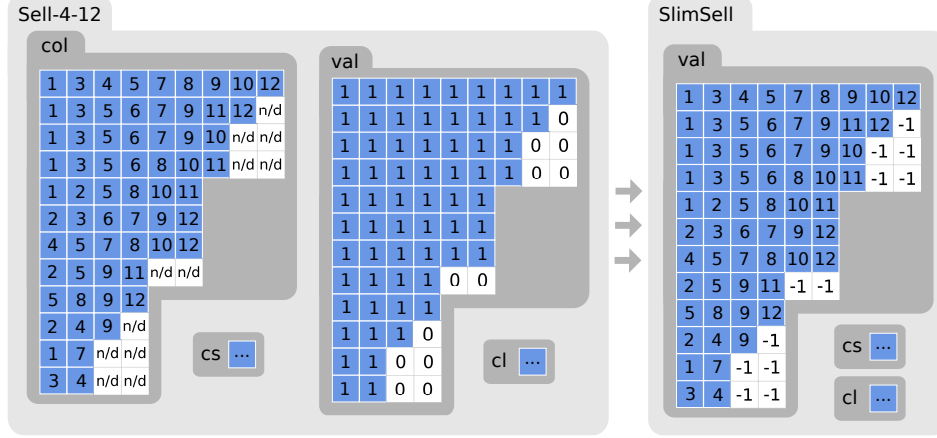 Sell-4-12
col
1 3 4 5 7 8 9 10 12
1 3 5 6 7 9 11 12 n/d
1 3 5 6 7 9 10 n/d n/d
1 3 5 6 8 10 11 n/d n/d
1 2 5 8 10 11
2 3 6 7 9 12
4 5 7 8 10 12
2 5 9 11 n/d n/d
5 8 9 12
2 4 9 n/d
1 7 n/d n/d
3 4 n/d n/d
cs ...
val
1 1 1 1 1 1 1 1 1
1 1 1 1 1 1 1 1 0
1 1 1 1 1 1 1 0 0
1 1 1 1 1 1 1 0 0
1 1 1 1 1 1
1 1 1 1 1 1
1 1 1 1 1 1
1 1 1 1 0 0
1 1 1 1
1 1 1 0
1 1 0 0
1 1 0 0
cl ...
SlimSell
val
1 3 4 5 7 8 9 10 12
1 3 5 6 7 9 11 12 -1
1 3 5 6 7 9 10 -1 -1
1 3 5 6 8 10 11 -1 -1
1 2 5 8 10 11
2 3 6 7 9 12
4 5 7 8 10 12
2 5 9 11 -1 -1
5 8 9 12
2 4 9 -1
1 7 -1 -1
3 4 -1 -1
cs ...
cl ...